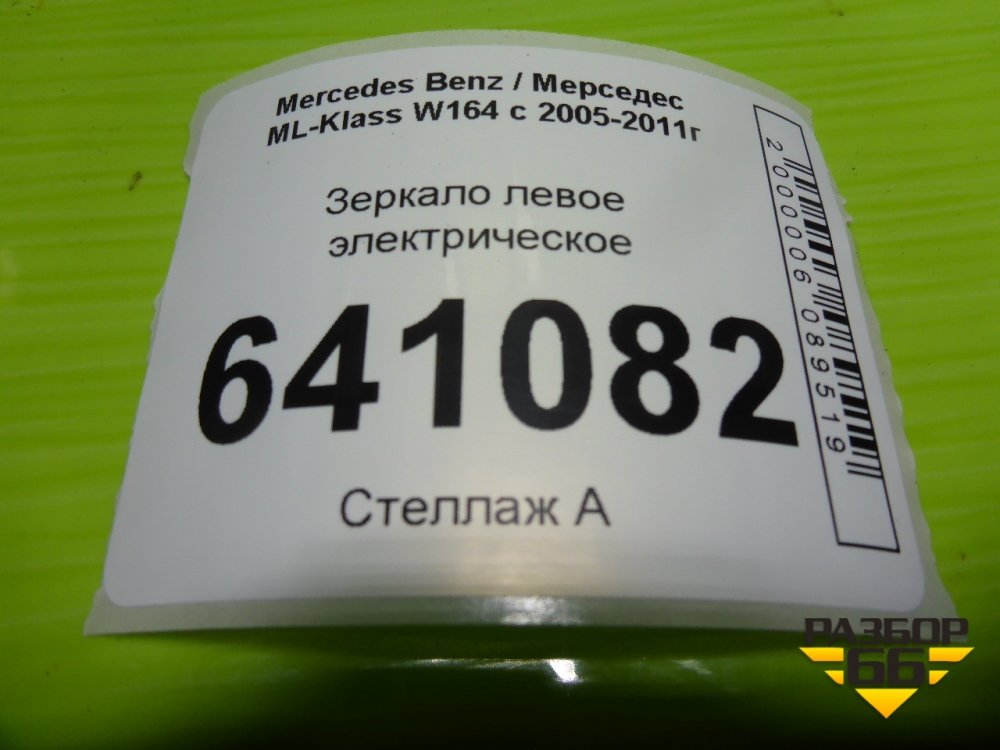 Mercedes Benz / Мерседес
ML-Klass W164 с 2005-2011г
Зеркало левое
электрическое
641082
Стеллаж А
2000006089519
РАЗБОР
66